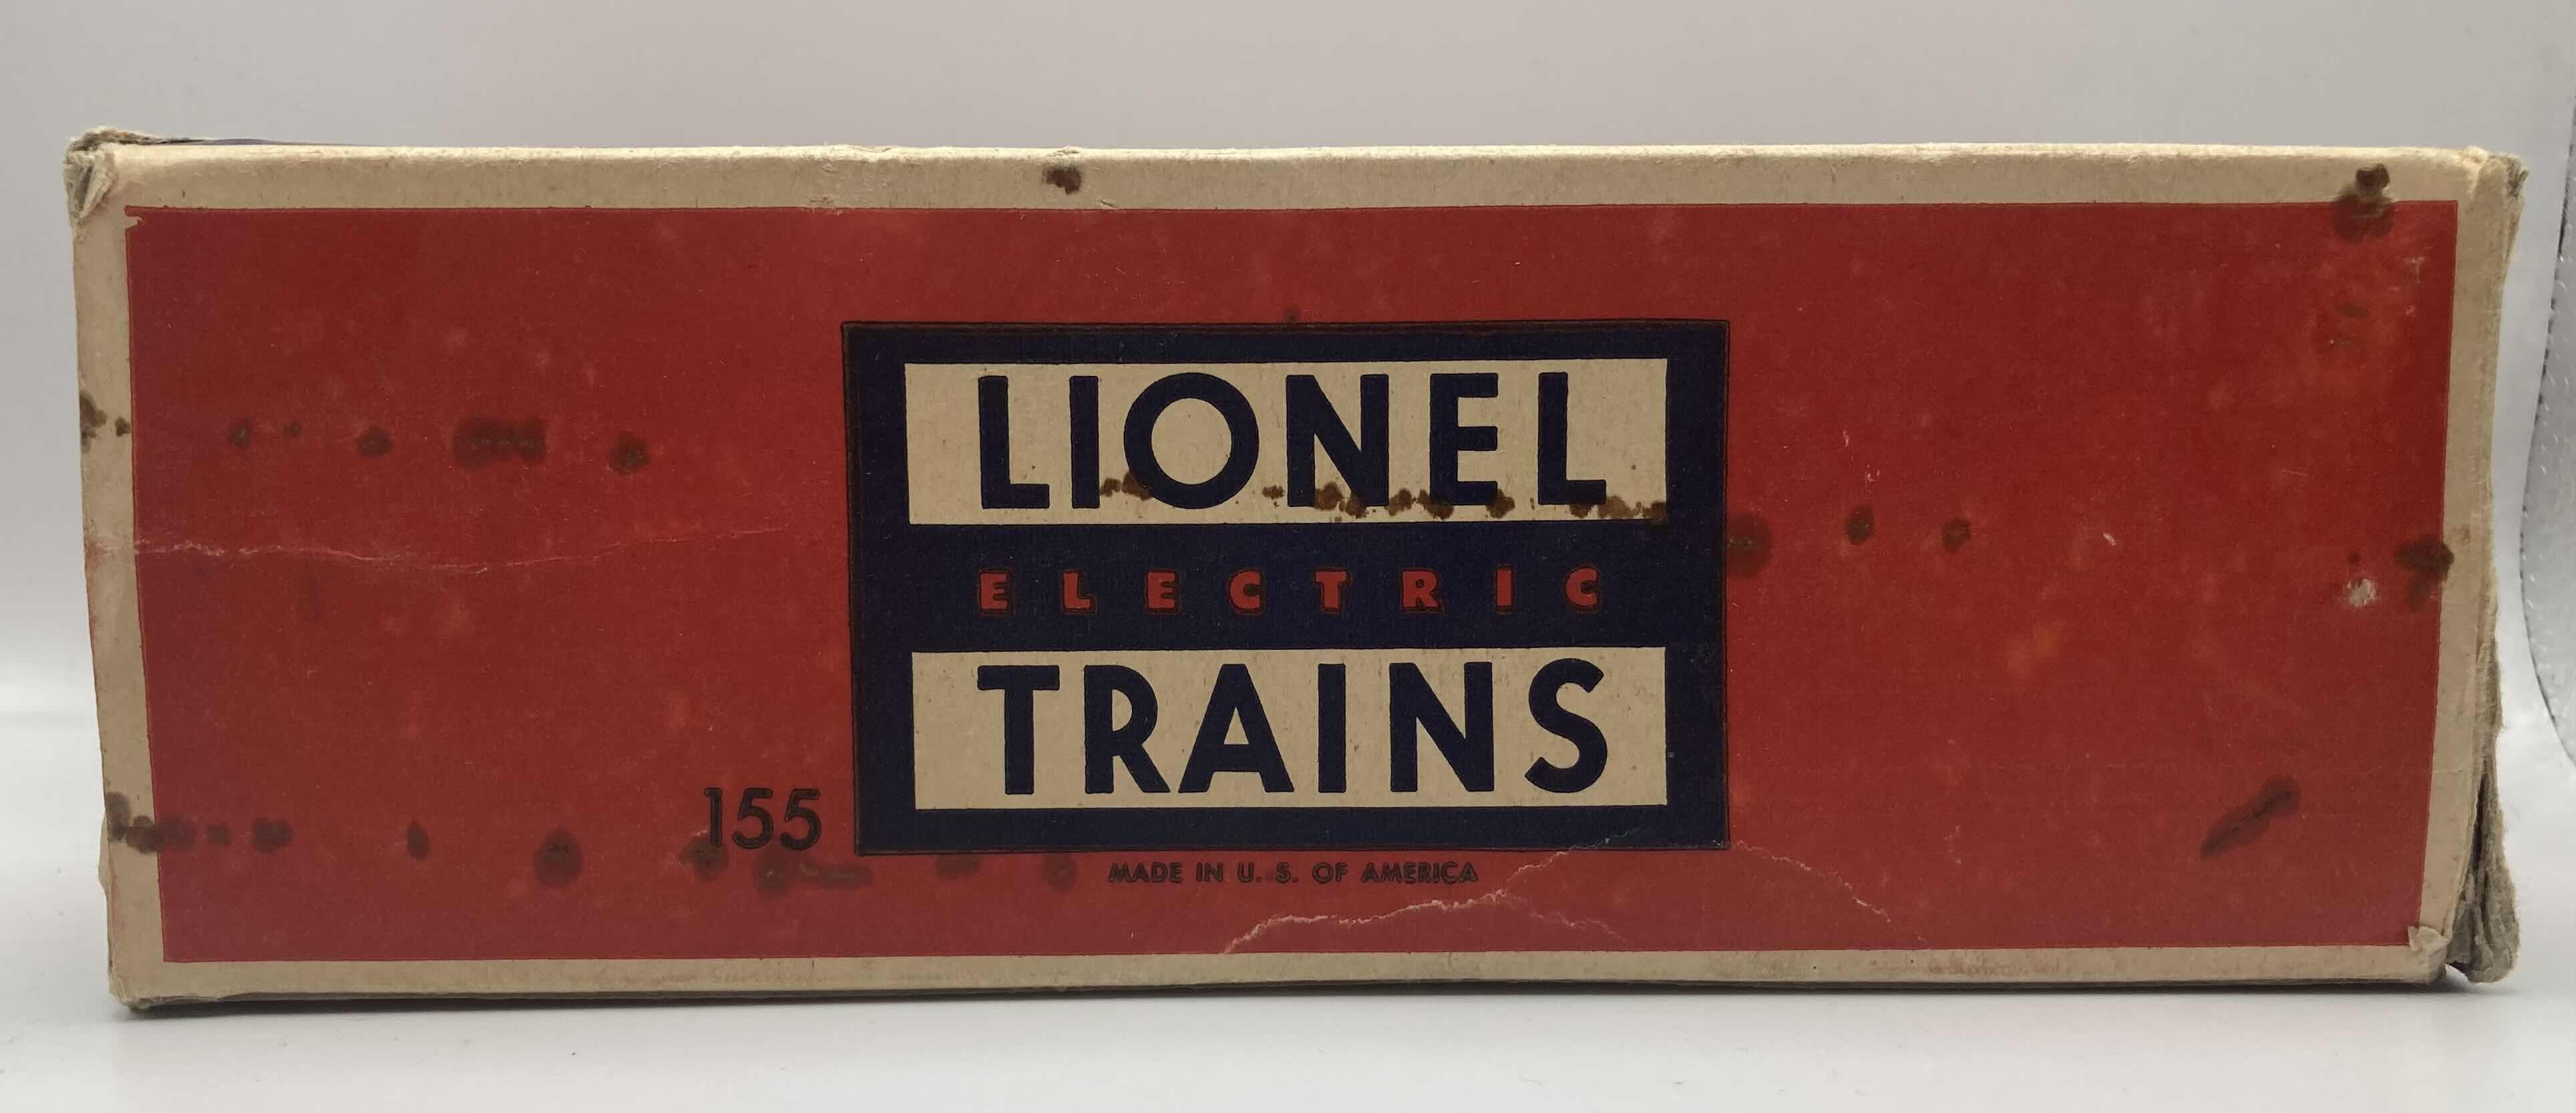 LIONEL
ELECTRIC
TRAINS
155
MADE IN U. S. OF AMERICA